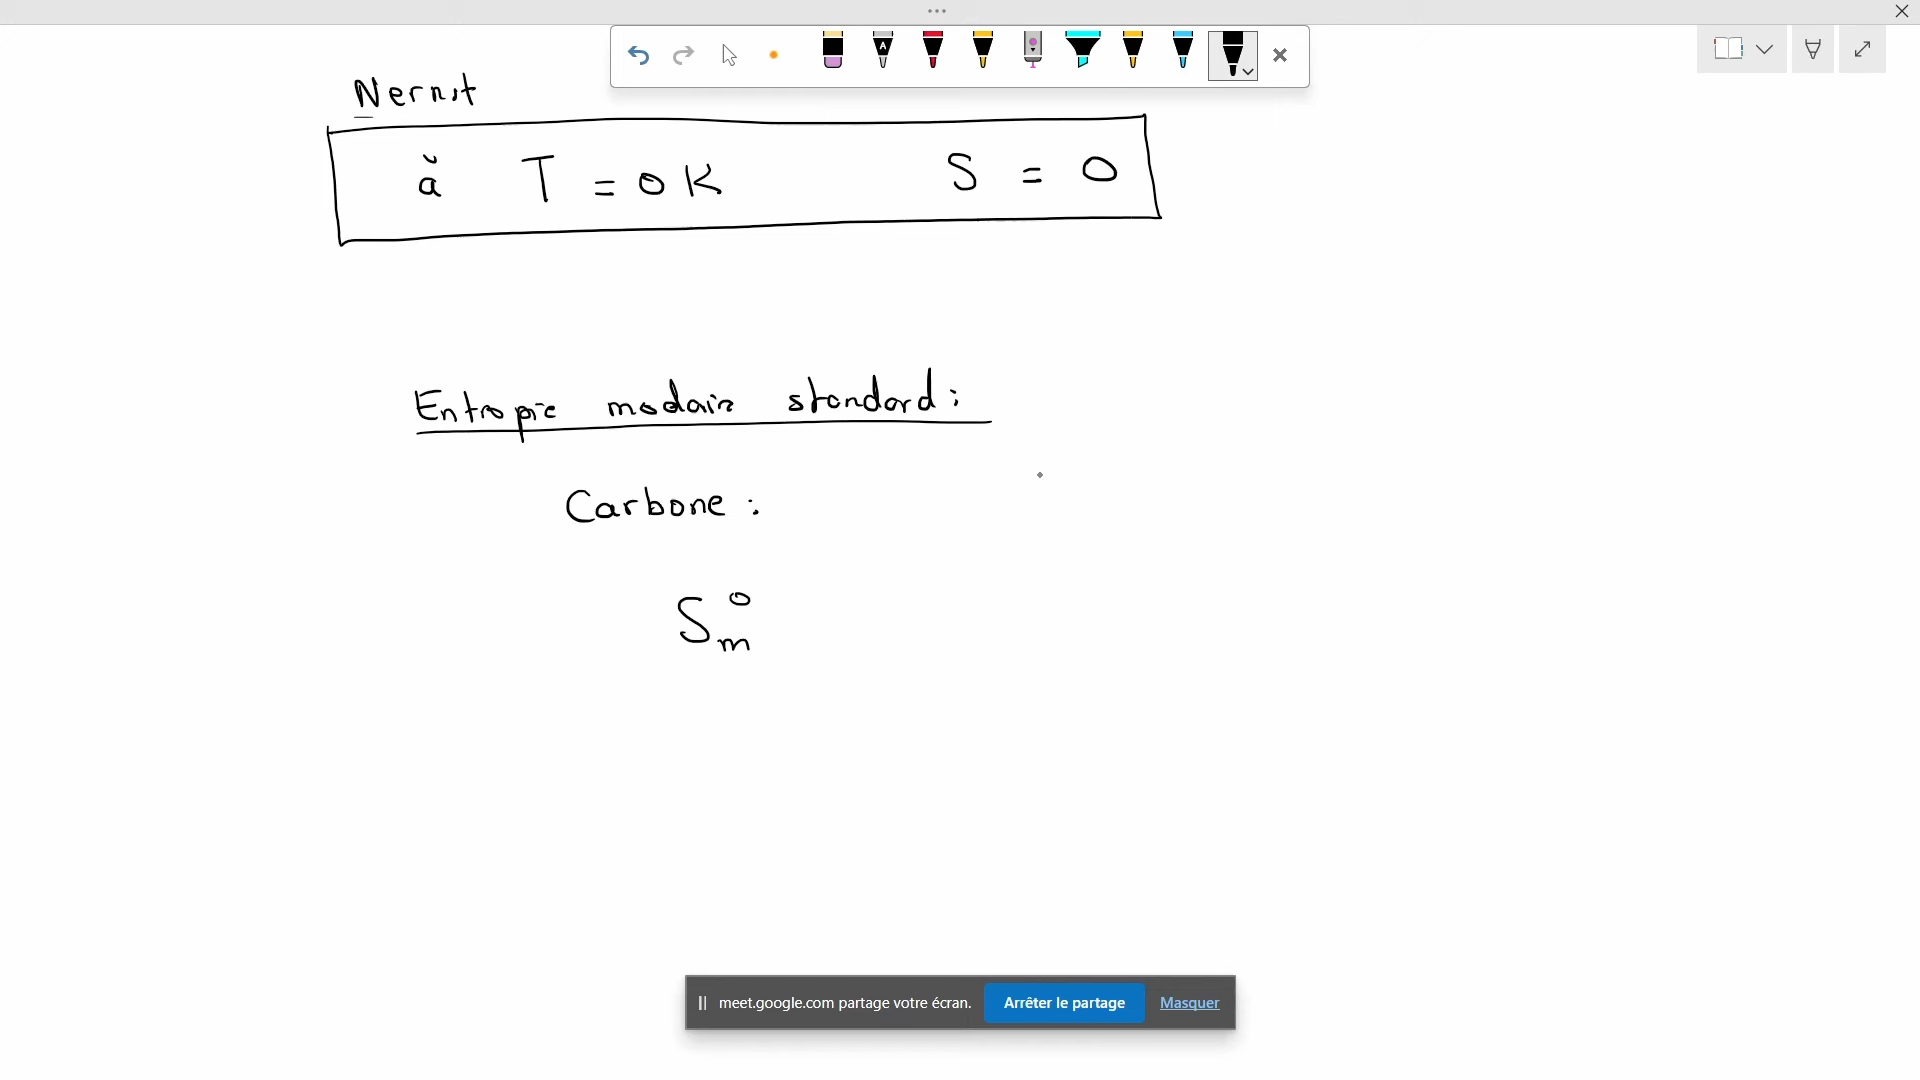 Nernst
à T = 0 K S = 0
Entropie molaire standard :
Carbone :
S°m
meet.google.com partage votre écran. Arrêter le partage Masquer